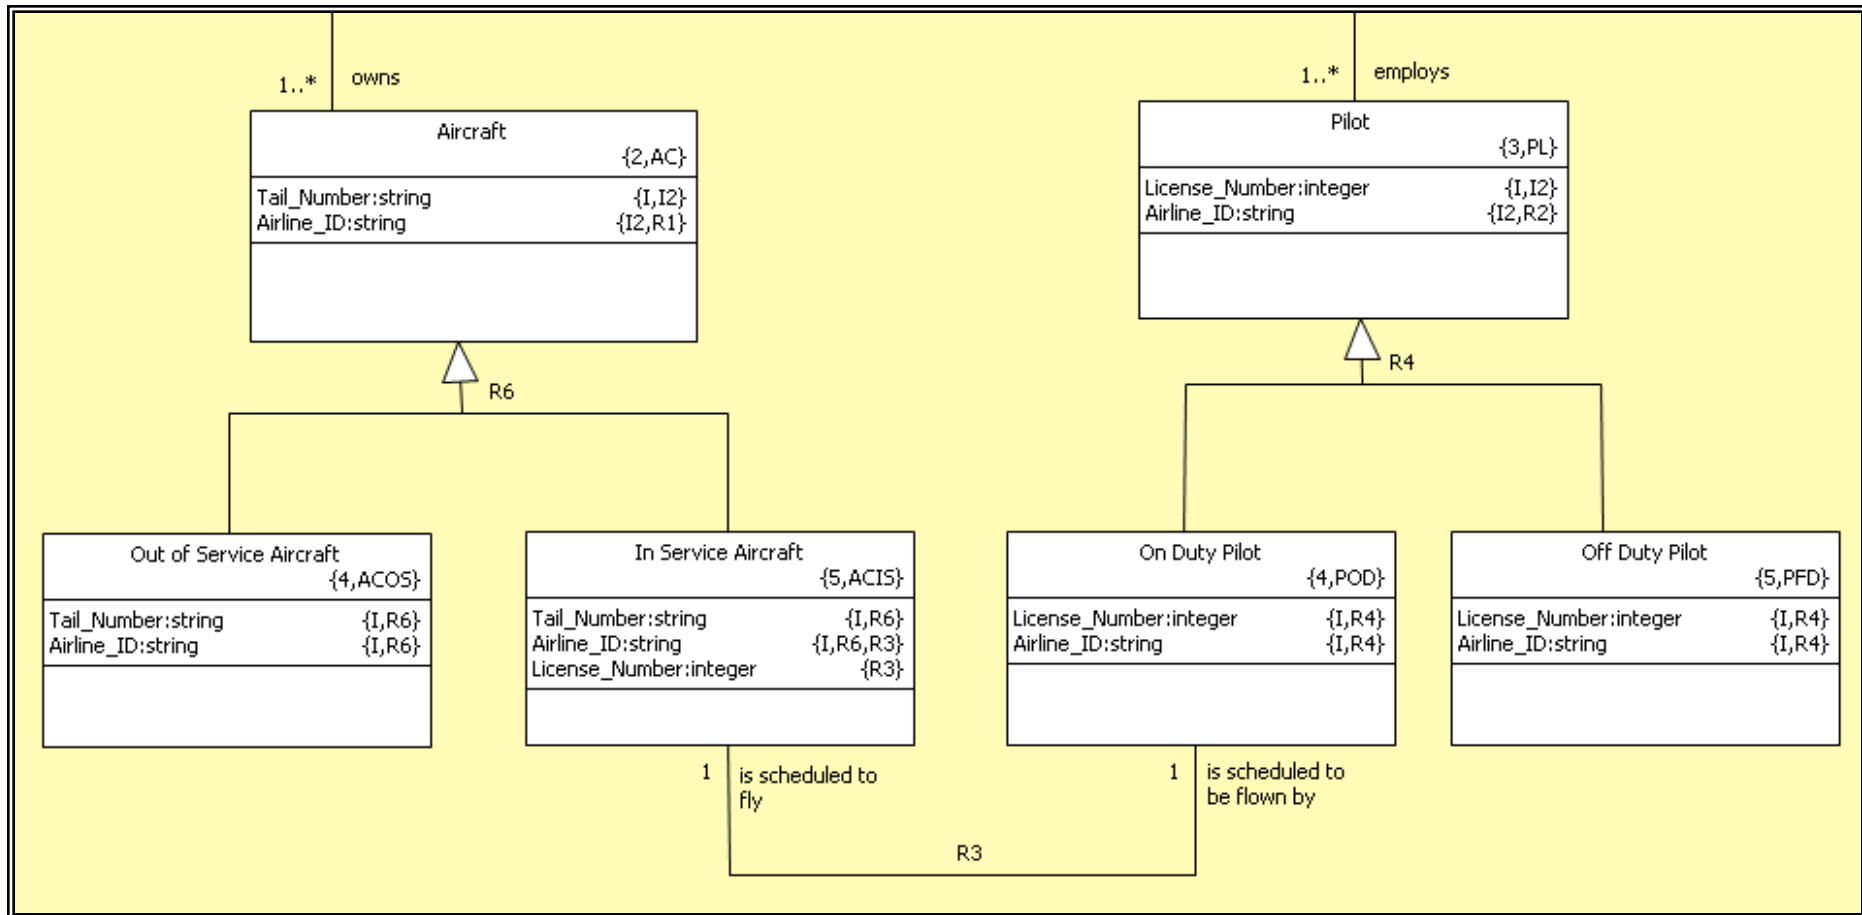 1..* owns
1..* employs
Aircraft
{2,AC}
Tail_Number:string {I,I2}
Airline_ID:string {I2,R1}
Pilot
{3,PL}
License_Number:integer {I,I2}
Airline_ID:string {I2,R2}
R6
R4
Out of Service Aircraft
{4,ACOS}
Tail_Number:string {I,R6}
Airline_ID:string {I,R6}
In Service Aircraft
{5,ACIS}
Tail_Number:string {I,R6}
Airline_ID:string {I,R6,R3}
License_Number:integer {R3}
On Duty Pilot
{4,POD}
License_Number:integer {I,R4}
Airline_ID:string {I,R4}
Off Duty Pilot
{5,PFD}
License_Number:integer {I,R4}
Airline_ID:string {I,R4}
1 is scheduled to
fly
1 is scheduled to
be flown by
R3